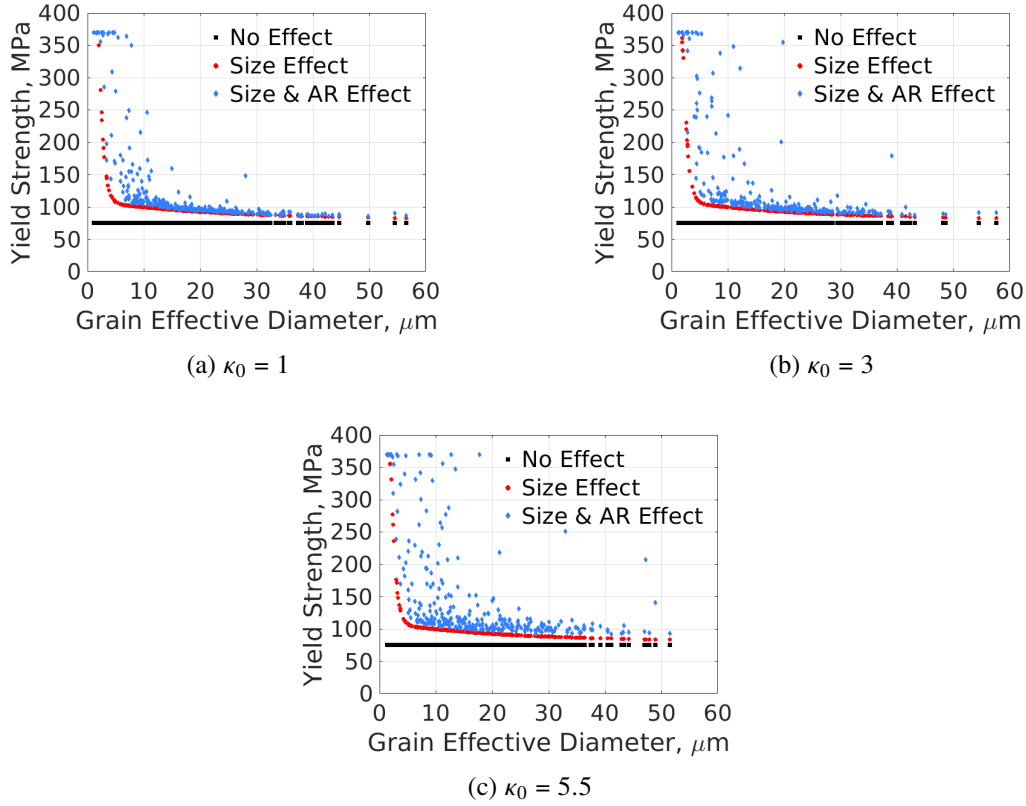 400
350
300
250
200
150
100
50
0
Yield Strength, MPa
No Effect
Size Effect
Size & AR Effect
0 10 20 30 40 50 60
Grain Effective Diameter, μm
(a) κ₀ = 1
400
350
300
250
200
150
100
50
0
Yield Strength, MPa
No Effect
Size Effect
Size & AR Effect
0 10 20 30 40 50 60
Grain Effective Diameter, μm
(b) κ₀ = 3
400
350
300
250
200
150
100
50
0
Yield Strength, MPa
No Effect
Size Effect
Size & AR Effect
0 10 20 30 40 50 60
Grain Effective Diameter, μm
(c) κ₀ = 5.5